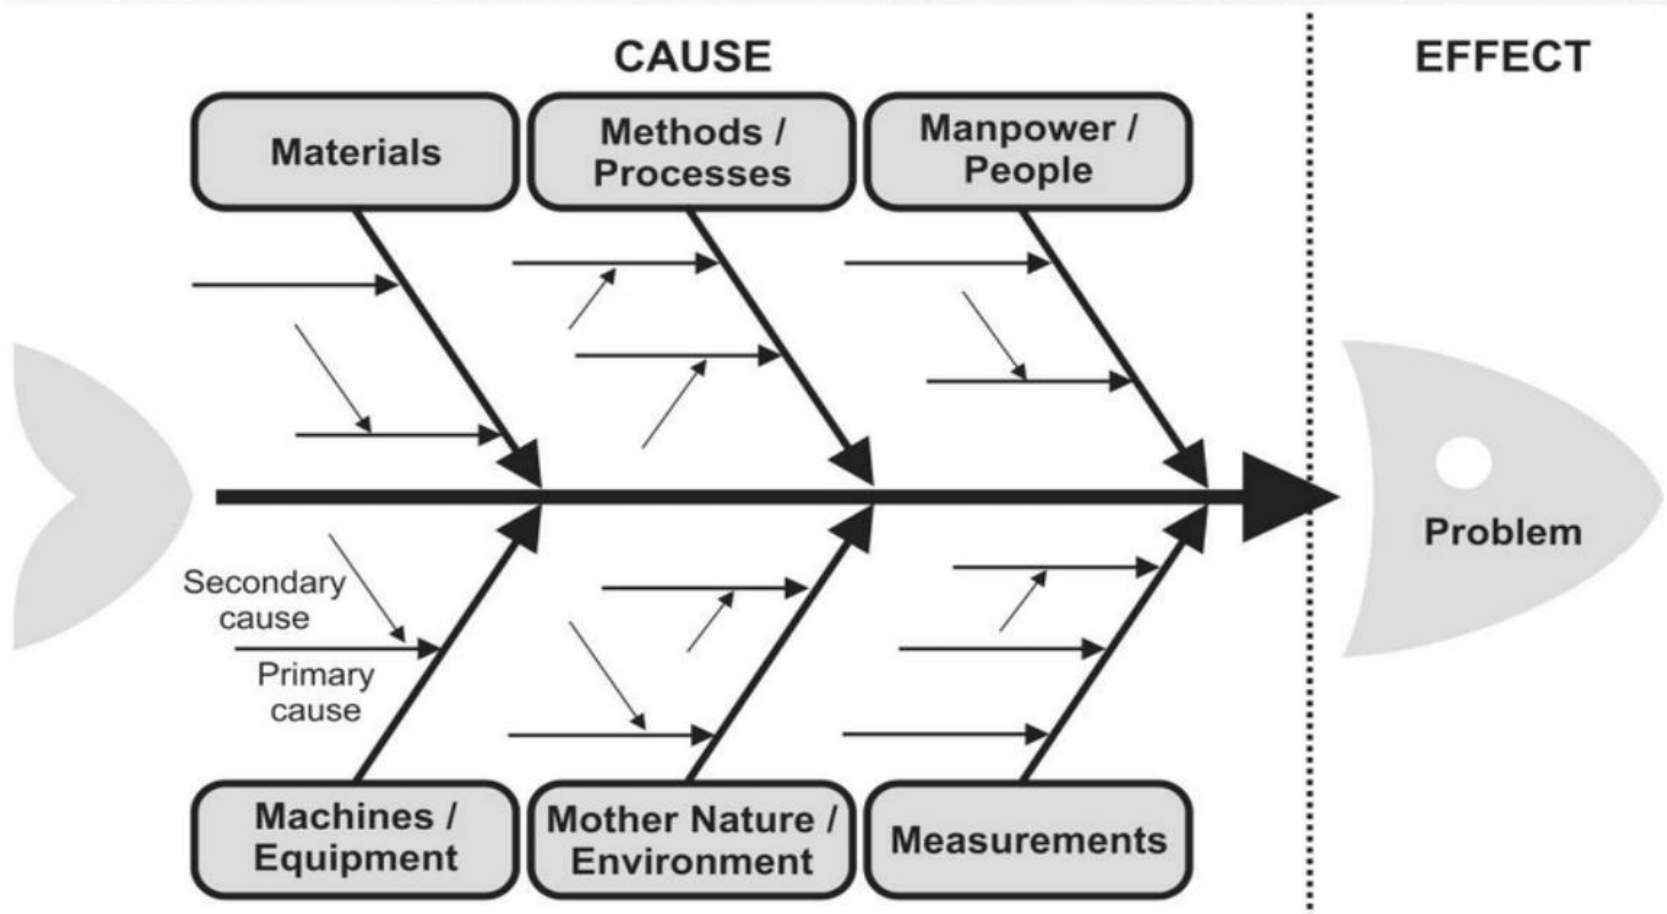 CAUSE
EFFECT
Materials
Methods /
Processes
Manpower /
People
Problem
Secondary
cause
Primary
cause
Machines /
Equipment
Mother Nature /
Environment
Measurements